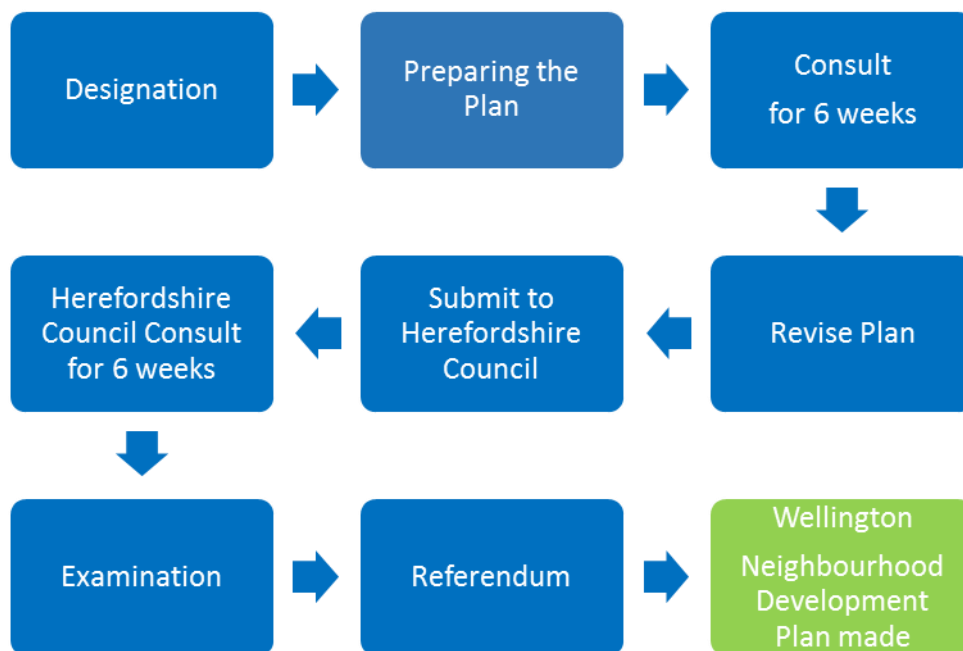 Designation
Preparing the
Plan
Consult
for 6 weeks
Revise Plan
Submit to
Herefordshire
Council
Herefordshire
Council Consult
for 6 weeks
Examination
Referendum
Wellington
Neighbourhood
Development
Plan made